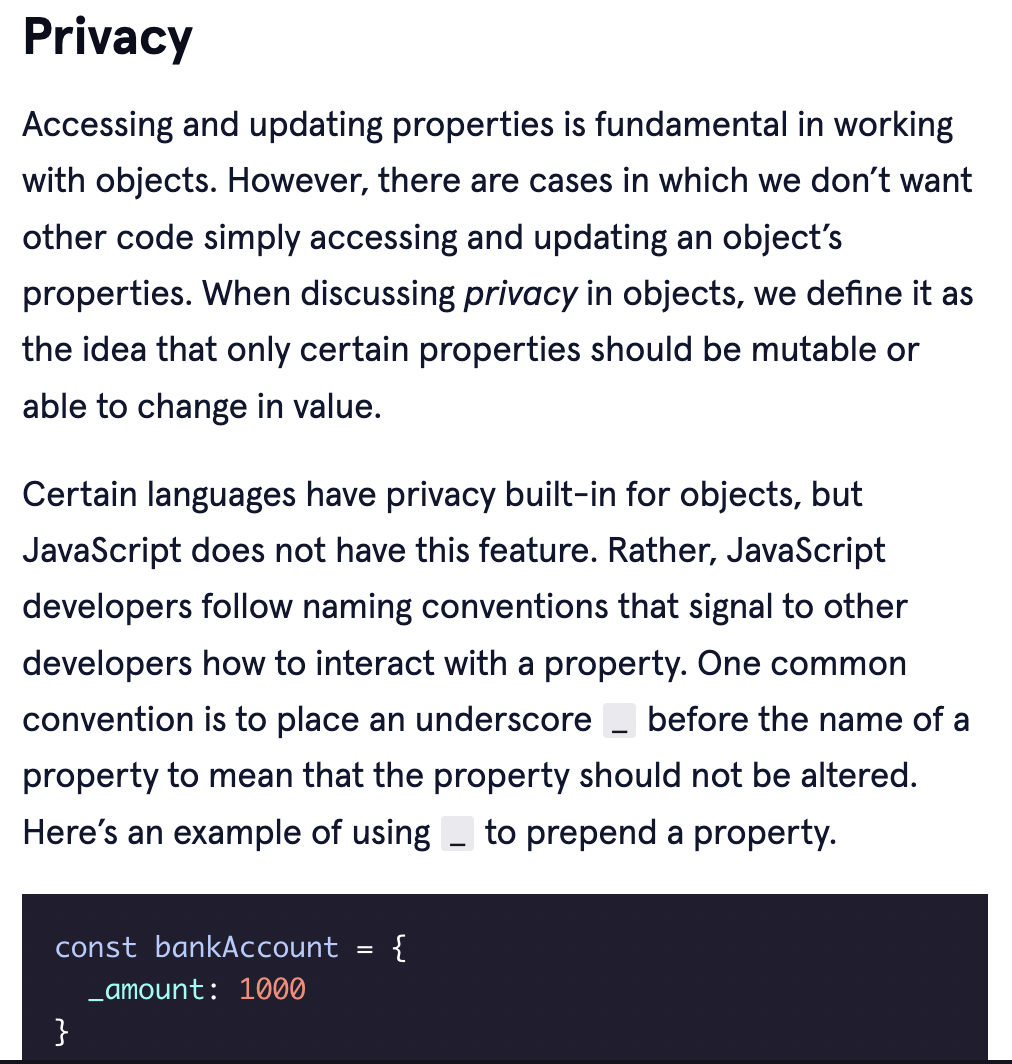 Privacy
Accessing and updating properties is fundamental in working
with objects. However, there are cases in which we don’t want
other code simply accessing and updating an object’s
properties. When discussing privacy in objects, we define it as
the idea that only certain properties should be mutable or
able to change in value.
Certain languages have privacy built-in for objects, but
JavaScript does not have this feature. Rather, JavaScript
developers follow naming conventions that signal to other
developers how to interact with a property. One common
convention is to place an underscore _ before the name of a
property to mean that the property should not be altered.
Here’s an example of using _ to prepend a property.
const bankAccount = {
  _amount: 1000
}